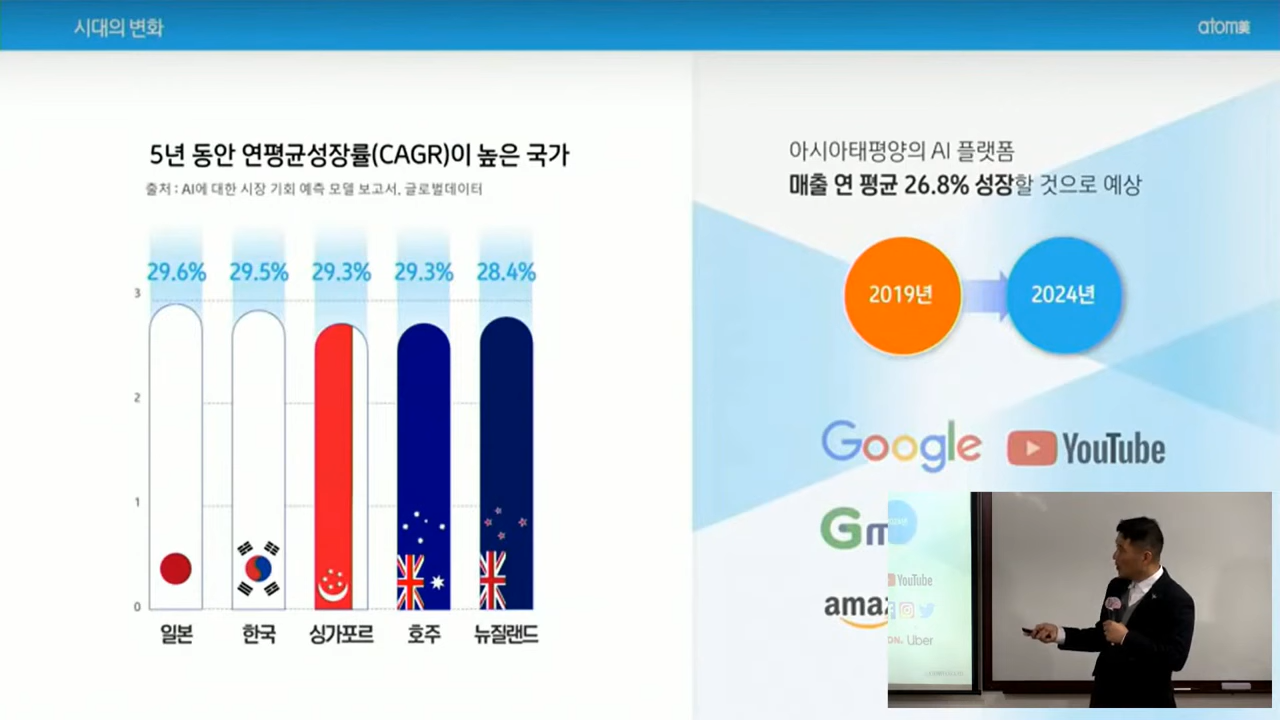 시대의 변화
atom美
5년 동안 연평균성장률(CAGR)이 높은 국가
출처 : AI에 대한 시장 기회 예측 모델 보고서, 글로벌데이터
29.6% 29.5% 29.3% 29.3% 28.4%
3
2
1
0
일본 한국 싱가포르 호주 뉴질랜드
아시아태평양의 AI 플랫폼
매출 연 평균 26.8% 성장할 것으로 예상
2019년 2024년
Google YouTube
Gm
amaz
YouTube
ON. Uber